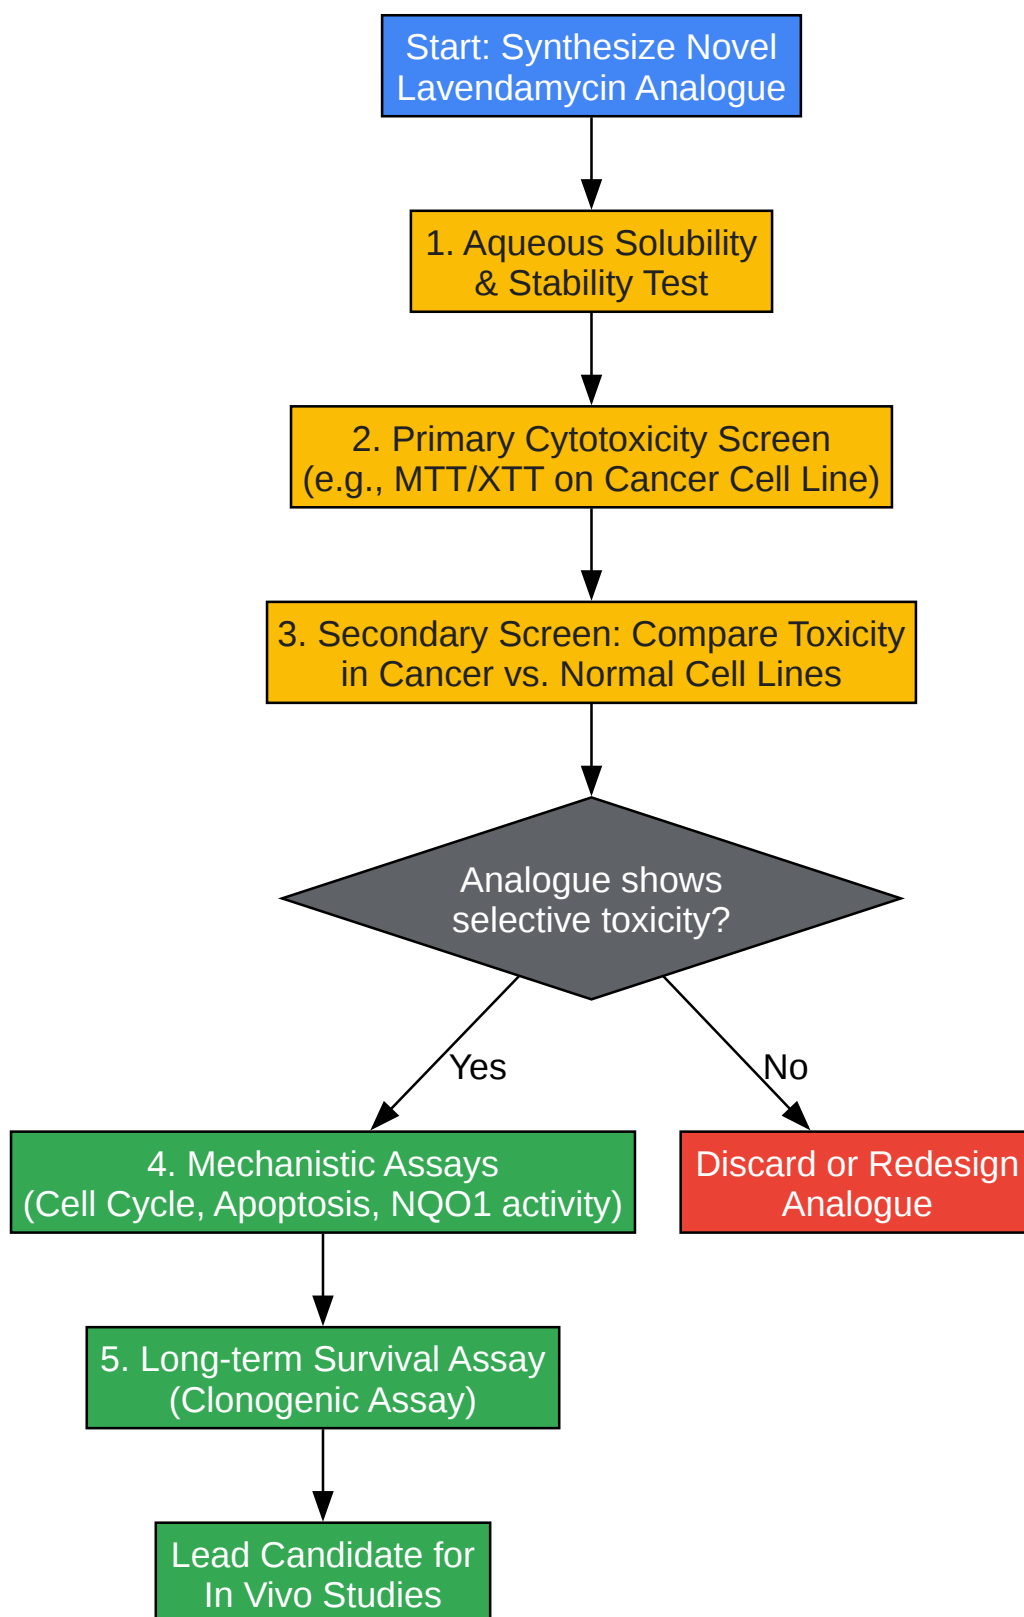 Start: Synthesize Novel
Lavendamycin Analogue
1. Aqueous Solubility
& Stability Test
2. Primary Cytotoxicity Screen
(e.g., MTT/XTT on Cancer Cell Line)
3. Secondary Screen: Compare Toxicity
in Cancer vs. Normal Cell Lines
Analogue shows
selective toxicity?
Yes
No
4. Mechanistic Assays
(Cell Cycle, Apoptosis, NQO1 activity)
Discard or Redesign
Analogue
5. Long-term Survival Assay
(Clonogenic Assay)
Lead Candidate for
In Vivo Studies